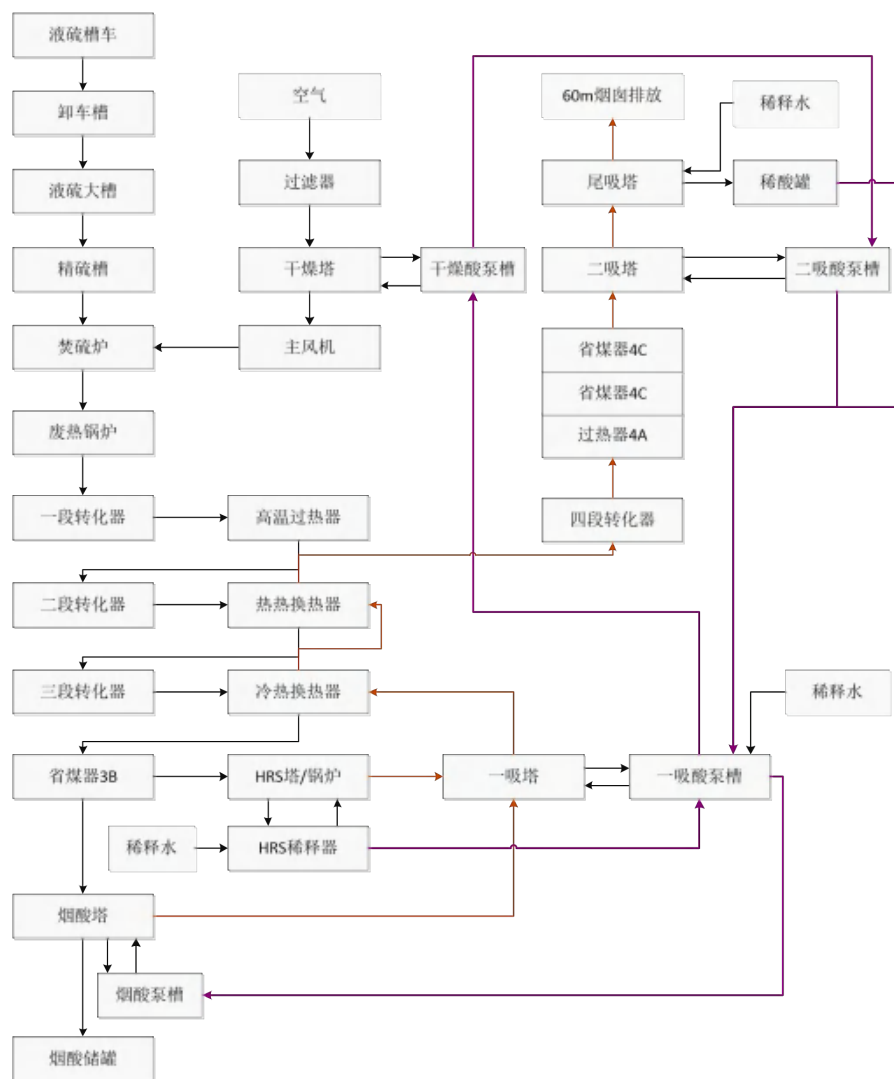 液硫槽车
卸车槽
液硫大槽
精硫槽
焚硫炉
废热锅炉
一段转化器
二段转化器
三段转化器
省煤器3B
稀释水
烟酸塔
烟酸泵槽
烟酸储罐
空气
过滤器
干燥塔
主风机
干燥酸泵槽
高温过热器
热热换热器
冷热换热器
HRS塔/锅炉
HRS稀释器
60m烟囱排放
尾吸塔
二吸塔
省煤器4C
省煤器4C
过热器4A
四段转化器
一吸塔
稀释水
稀酸罐
二吸酸泵槽
稀释水
一吸酸泵槽